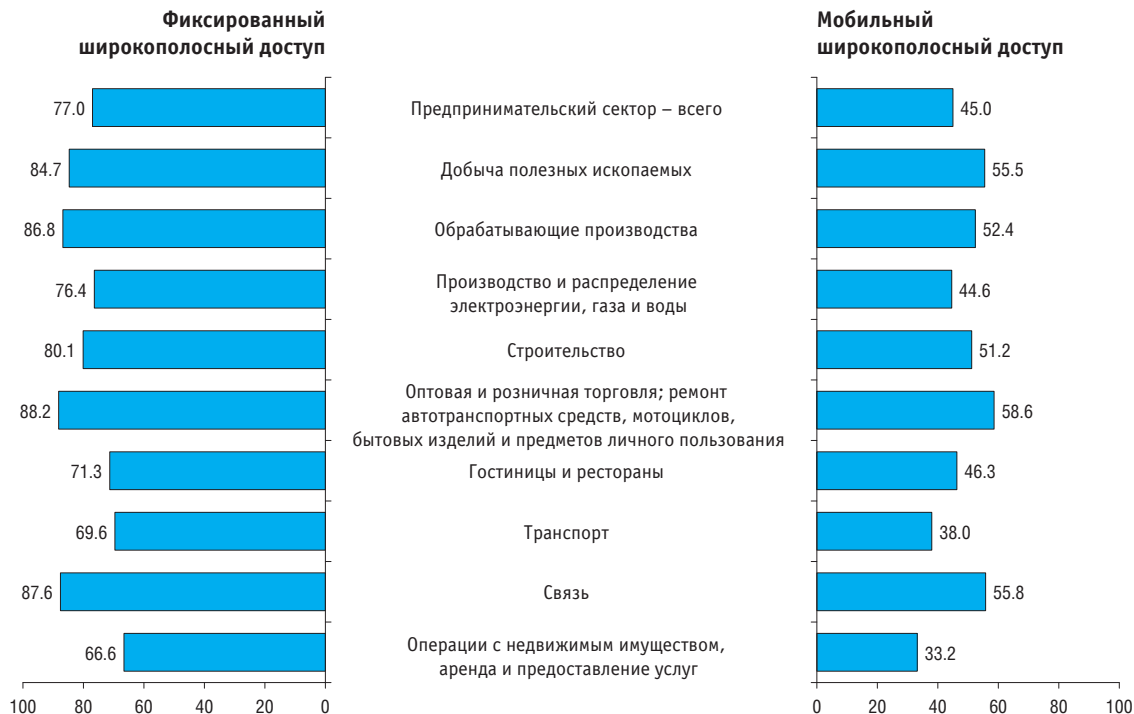 Фиксированный
широкополосный доступ
Мобильный
широкополосный доступ
77.0
Предпринимательский сектор – всего
45.0
84.7
Добыча полезных ископаемых
55.5
86.8
Обрабатывающие производства
52.4
76.4
Производство и распределение
электроэнергии, газа и воды
44.6
80.1
Строительство
51.2
88.2
Оптовая и розничная торговля; ремонт
автотранспортных средств, мотоциклов,
бытовых изделий и предметов личного пользования
58.6
71.3
Гостиницы и рестораны
46.3
69.6
Транспорт
38.0
87.6
Связь
55.8
66.6
Операции с недвижимым имуществом,
аренда и предоставление услуг
33.2
100 80 60 40 20 0
0 20 40 60 80 100